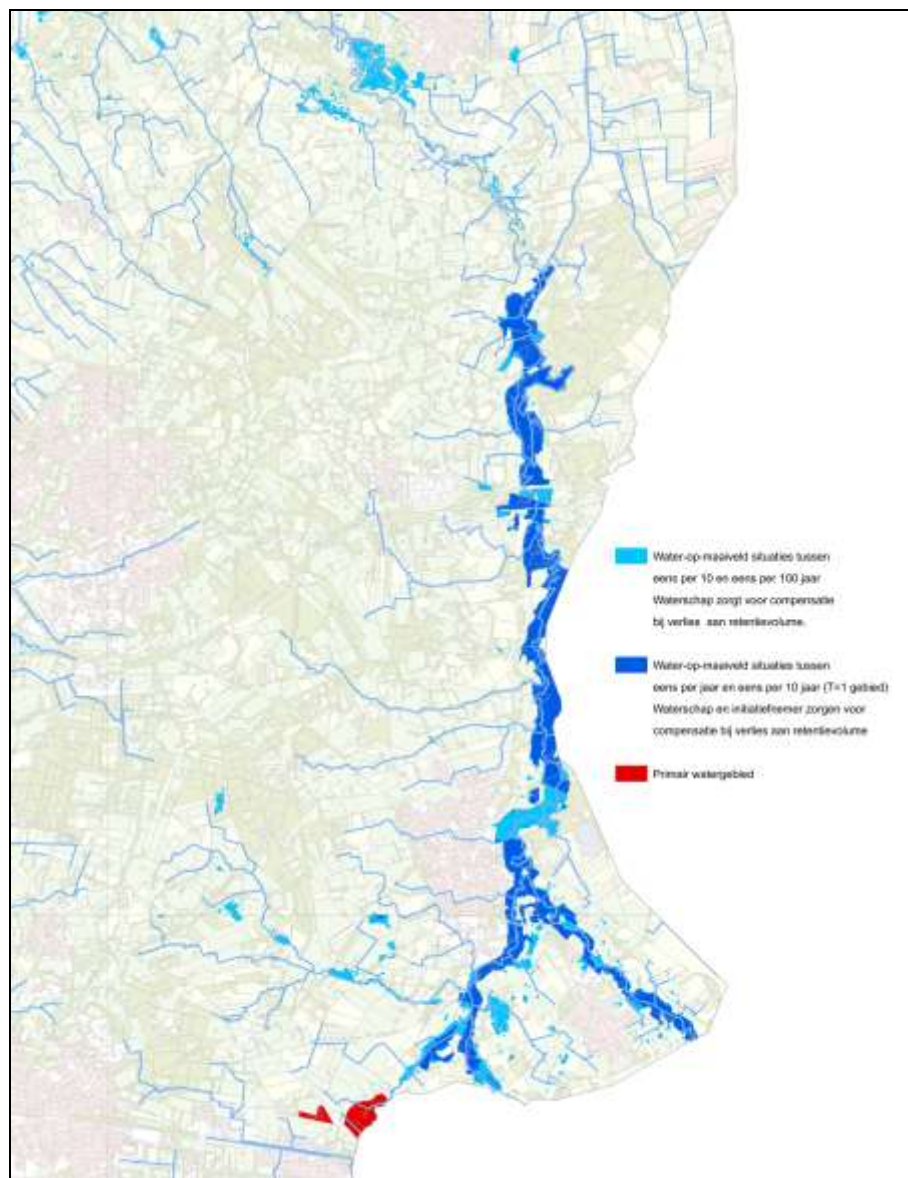 Water-op-maaiveld situaties tussen
eens per 10 en eens per 100 jaar
Waterschap zorgt voor compensatie
bij verlies aan retentievolume.
Water-op-maaiveld situaties tussen
eens per jaar en eens per 10 jaar (T=1 gebied)
Waterschap en initiatiefnemer zorgen voor
compensatie bij verlies aan retentievolume
Primair watergebied